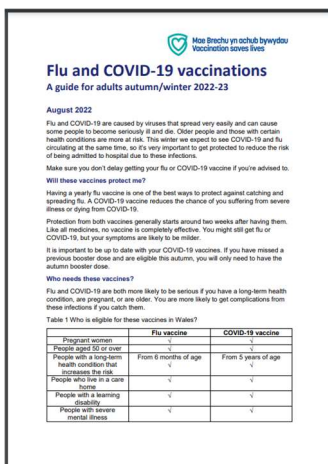 Mae Brechu yn achub bywydau
Vaccination saves lives
Flu and COVID-19 vaccinations
A guide for adults autumn/winter 2022-23
August 2022
Flu and COVID-19 are caused by viruses that spread very easily and can cause
some people to become seriously ill and die. Older people and those with certain
health conditions are more at risk. This winter we expect to see COVID-19 and flu
circulating at the same time, so it's very important to get protected to reduce the risk
of being admitted to hospital due to these infections.
Make sure you don't delay getting your flu or COVID-19 vaccine if you're advised to.
Will these vaccines protect me?
Having a yearly flu vaccine is one of the best ways to protect against catching and
spreading flu. A COVID-19 vaccine reduces the chance of you suffering from severe
illness or dying from COVID-19.
Protection from both vaccines generally starts around two weeks after having them.
Like all medicines, no vaccine is completely effective. You might still get flu or
COVID-19, but your symptoms are likely to be milder.
It is important to be up to date with your COVID-19 vaccines. If you have missed a
previous booster dose and are eligible this autumn, you will only need to have the
autumn booster dose.
Who needs these vaccines?
Flu and COVID-19 are both more likely to be serious if you have a long-term health
condition, are pregnant, or are older. You are more likely to get complications from
these infections if you catch them.
Table 1 Who is eligible for these vaccines in Wales?
Flu vaccine COVID-19 vaccine
Pregnant women √ √
People aged 50 or over √ √
People with a long-term From 6 months of age From 5 years of age
health condition that √ √
increases the risk
People who live in a care √ √
home
People with a learning √ √
disability
People with severe √ √
mental illness